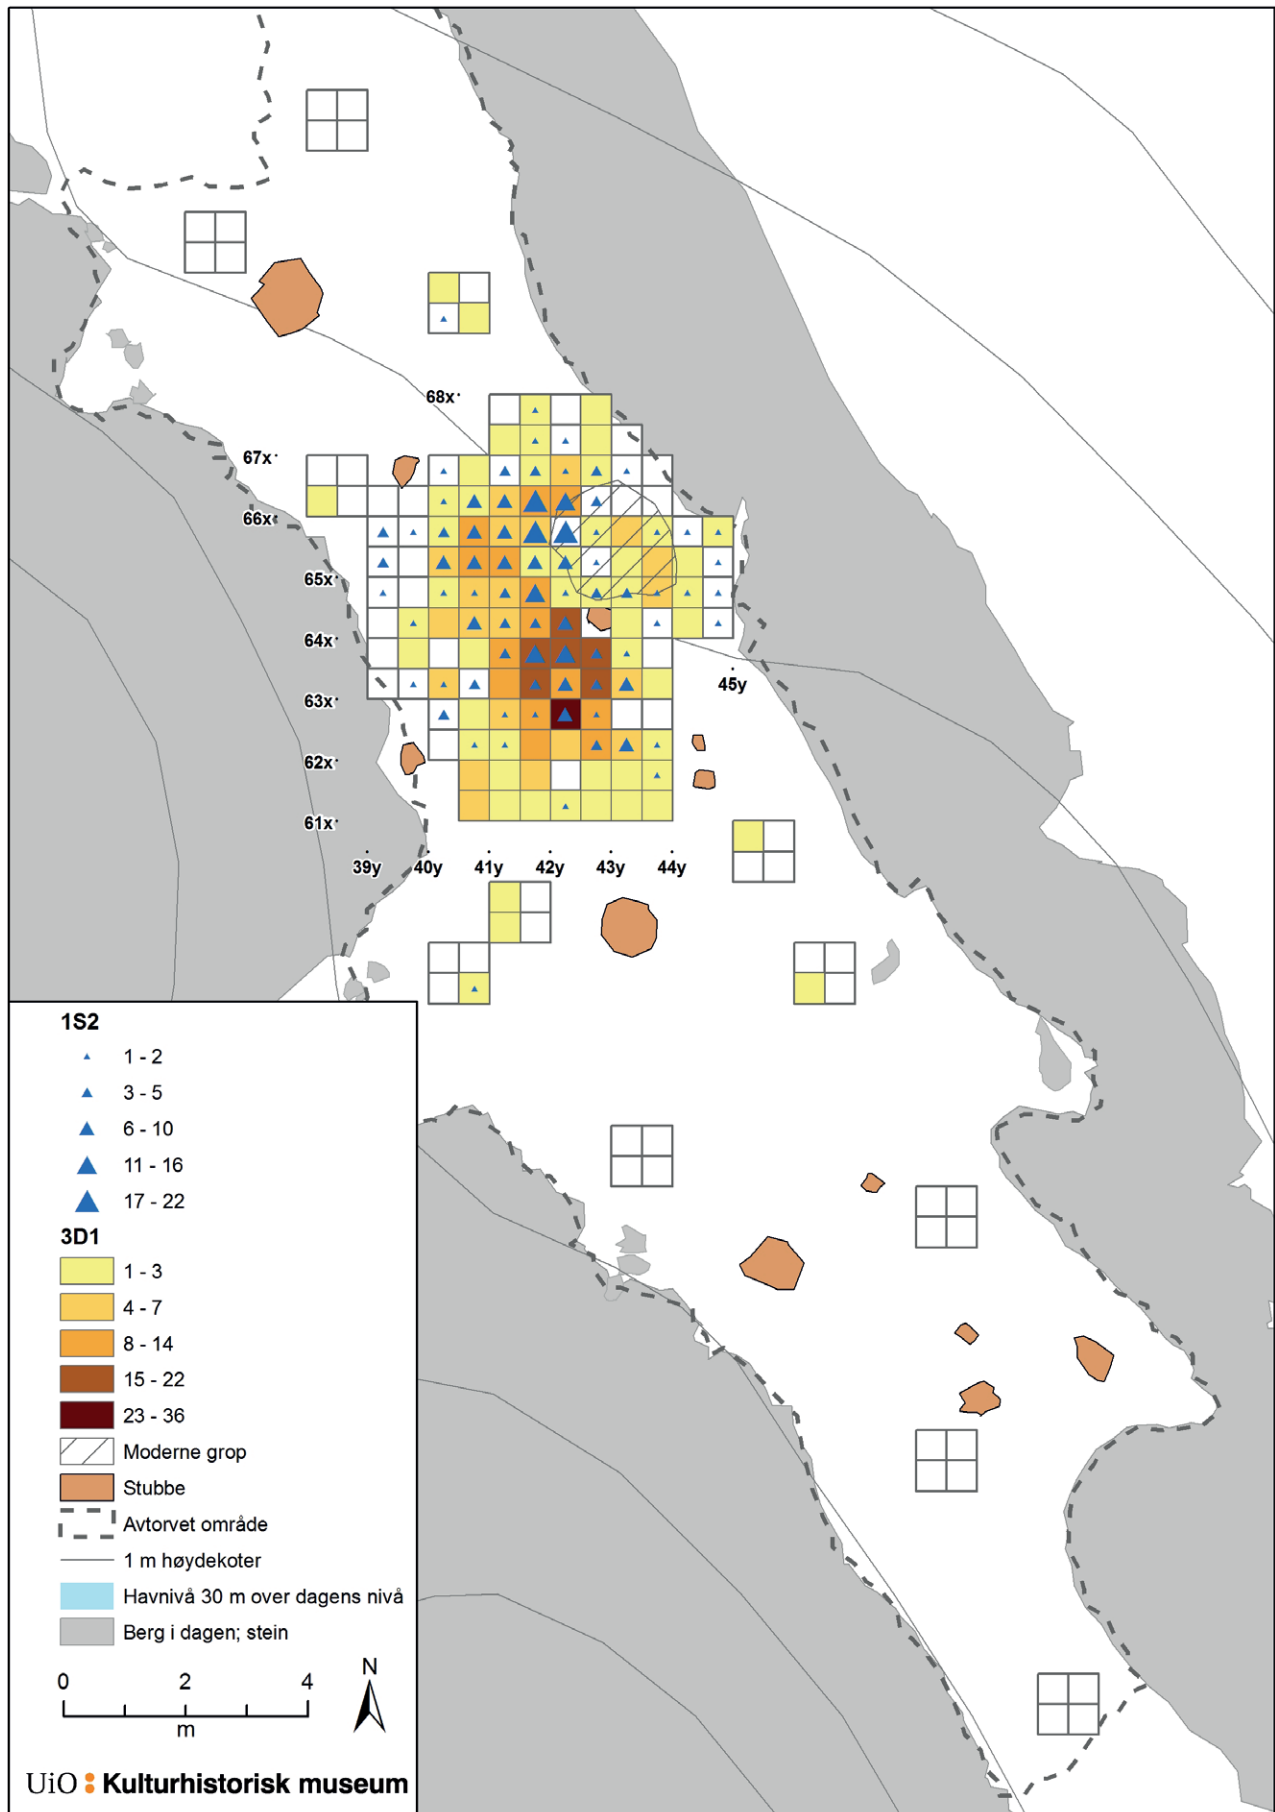 68x
67x
66x
65x
64x
45y
63x
62x
61x
39y 40y 41y 42y 43y 44y
1S2
1 - 2
3 - 5
6 - 10
11 - 16
17 - 22
3D1
1 - 3
4 - 7
8 - 14
15 - 22
23 - 36
Moderne grop
Stubbe
Avtorvet område
1 m høydekoter
Havnivå 30 m over dagens nivå
Berg i dagen; stein
0 2 4
m
N
UiO Kulturhistorisk museum